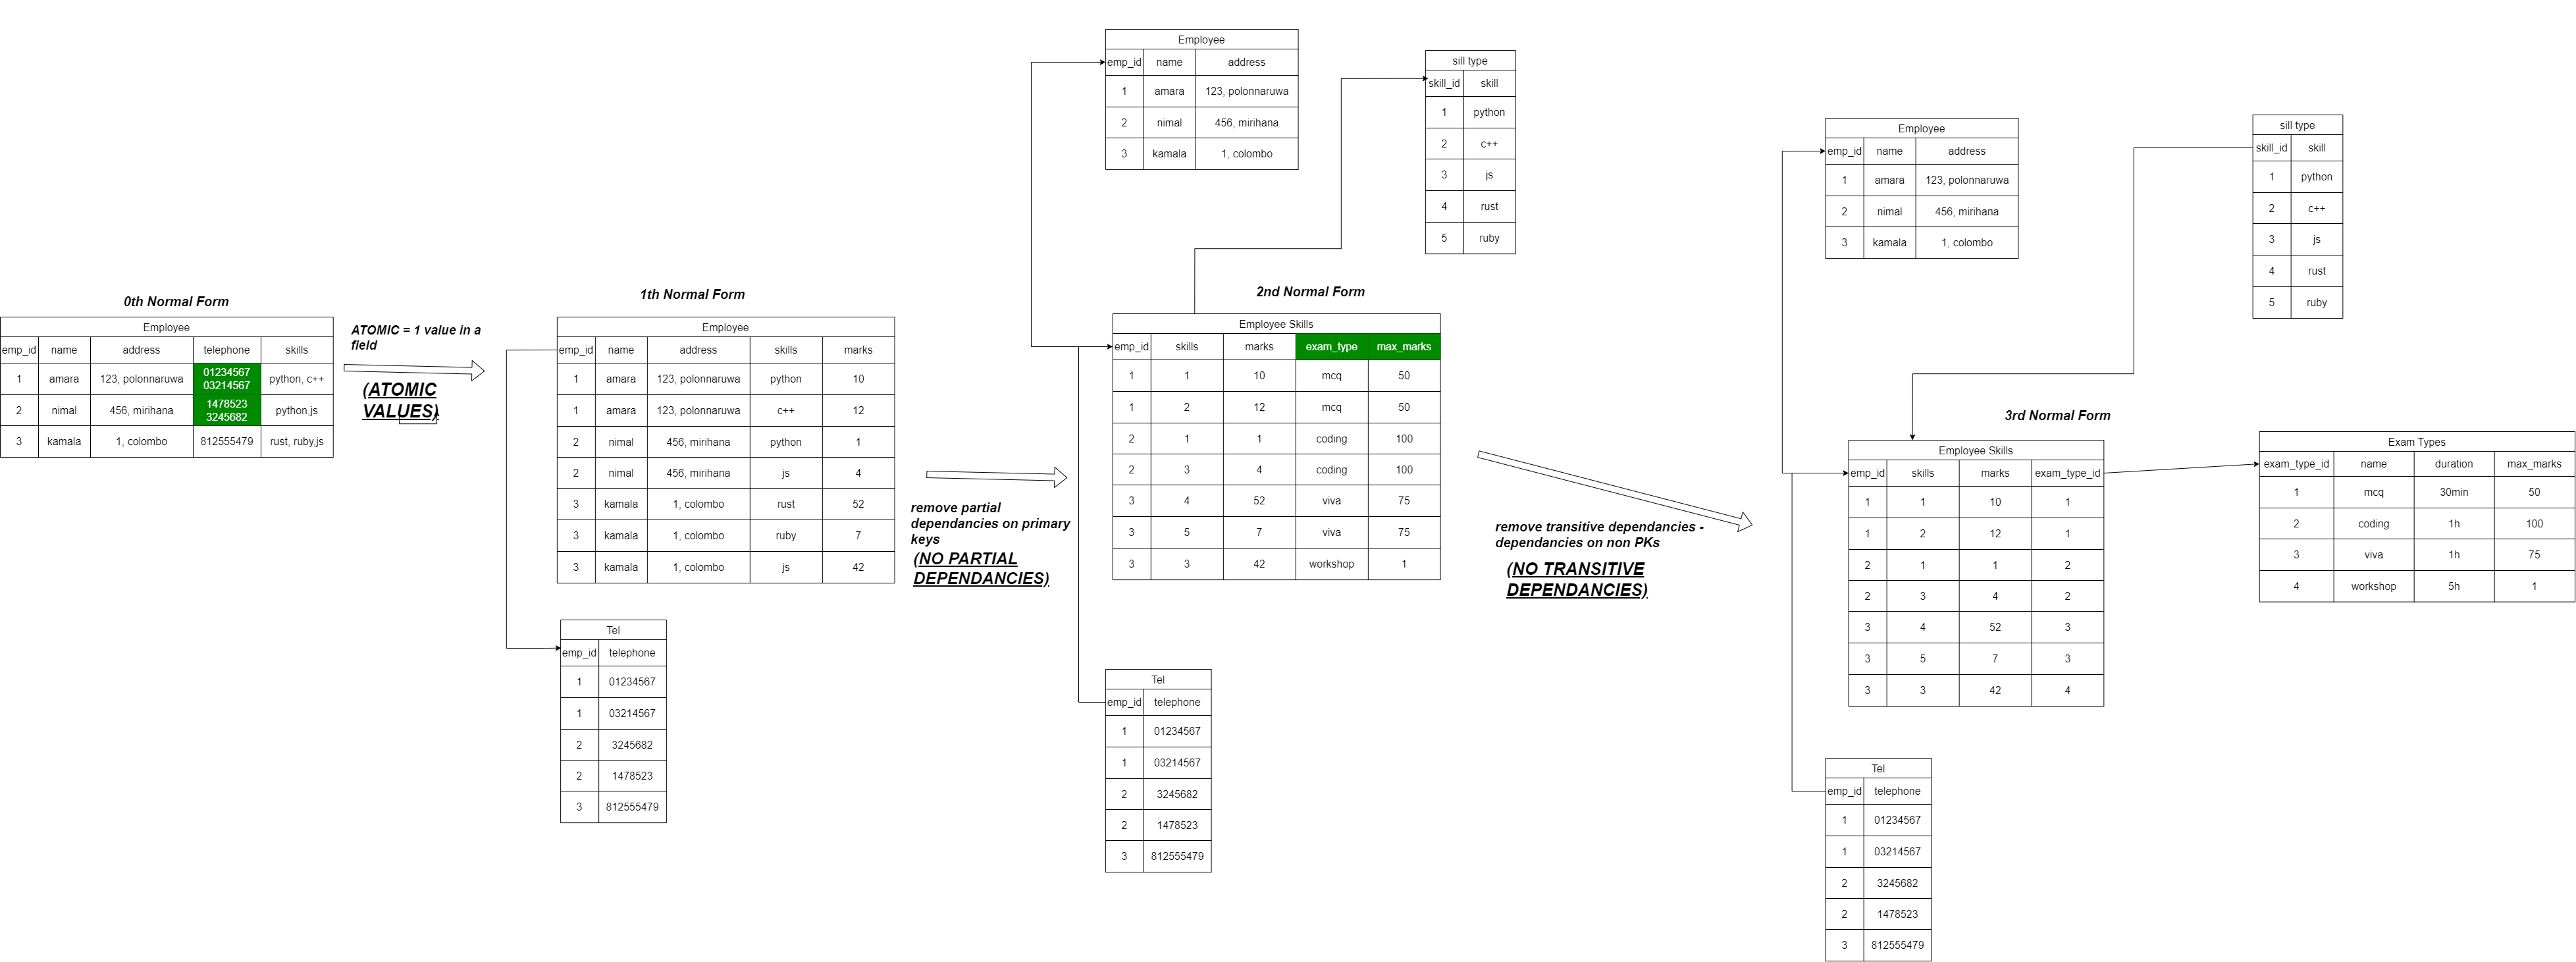 0th Normal Form
Employee
emp_id name address telephone skills
1 amara 123, polonnaruwa 01234567 03214567 python, c++
2 nimal 456, mirihana 1478523 3245682 python,js
3 kamala 1, colombo 812555479 rust, ruby,js
ATOMIC = 1 value in a
field
(ATOMIC
VALUES)
1th Normal Form
Employee
emp_id name address skills marks
1 amara 123, polonnaruwa python 10
1 amara 123, polonnaruwa c++ 12
2 nimal 456, mirihana python 1
2 nimal 456, mirihana js 4
3 kamala 1, colombo rust 52
3 kamala 1, colombo ruby 7
3 kamala 1, colombo js 42
Tel
emp_id telephone
1 01234567
1 03214567
2 3245682
2 1478523
3 812555479
remove partial
dependancies on primary
keys
(NO PARTIAL
DEPENDANCIES)
Employee
emp_id name address
1 amara 123, polonnaruwa
2 nimal 456, mirihana
3 kamala 1, colombo
sill type
skill_id skill
1 python
2 c++
3 js
4 rust
5 ruby
2nd Normal Form
Employee Skills
emp_id skills marks exam_type max_marks
1 1 10 mcq 50
1 2 12 mcq 50
2 1 1 coding 100
2 3 4 coding 100
3 4 52 viva 75
3 5 7 viva 75
3 3 42 workshop 1
Tel
emp_id telephone
1 01234567
1 03214567
2 3245682
2 1478523
3 812555479
remove transitive dependancies -
dependancies on non PKs
(NO TRANSITIVE
DEPENDANCIES)
Employee
emp_id name address
1 amara 123, polonnaruwa
2 nimal 456, mirihana
3 kamala 1, colombo
sill type
skill_id skill
1 python
2 c++
3 js
4 rust
5 ruby
3rd Normal Form
Employee Skills
emp_id skills marks exam_type_id
1 1 10 1
1 2 12 1
2 1 1 2
2 3 4 2
3 4 52 3
3 5 7 3
3 3 42 4
Exam Types
exam_type_id name duration max_marks
1 mcq 30min 50
2 coding 1h 100
3 viva 1h 75
4 workshop 5h 1
Tel
emp_id telephone
1 01234567
1 03214567
2 3245682
2 1478523
3 812555479